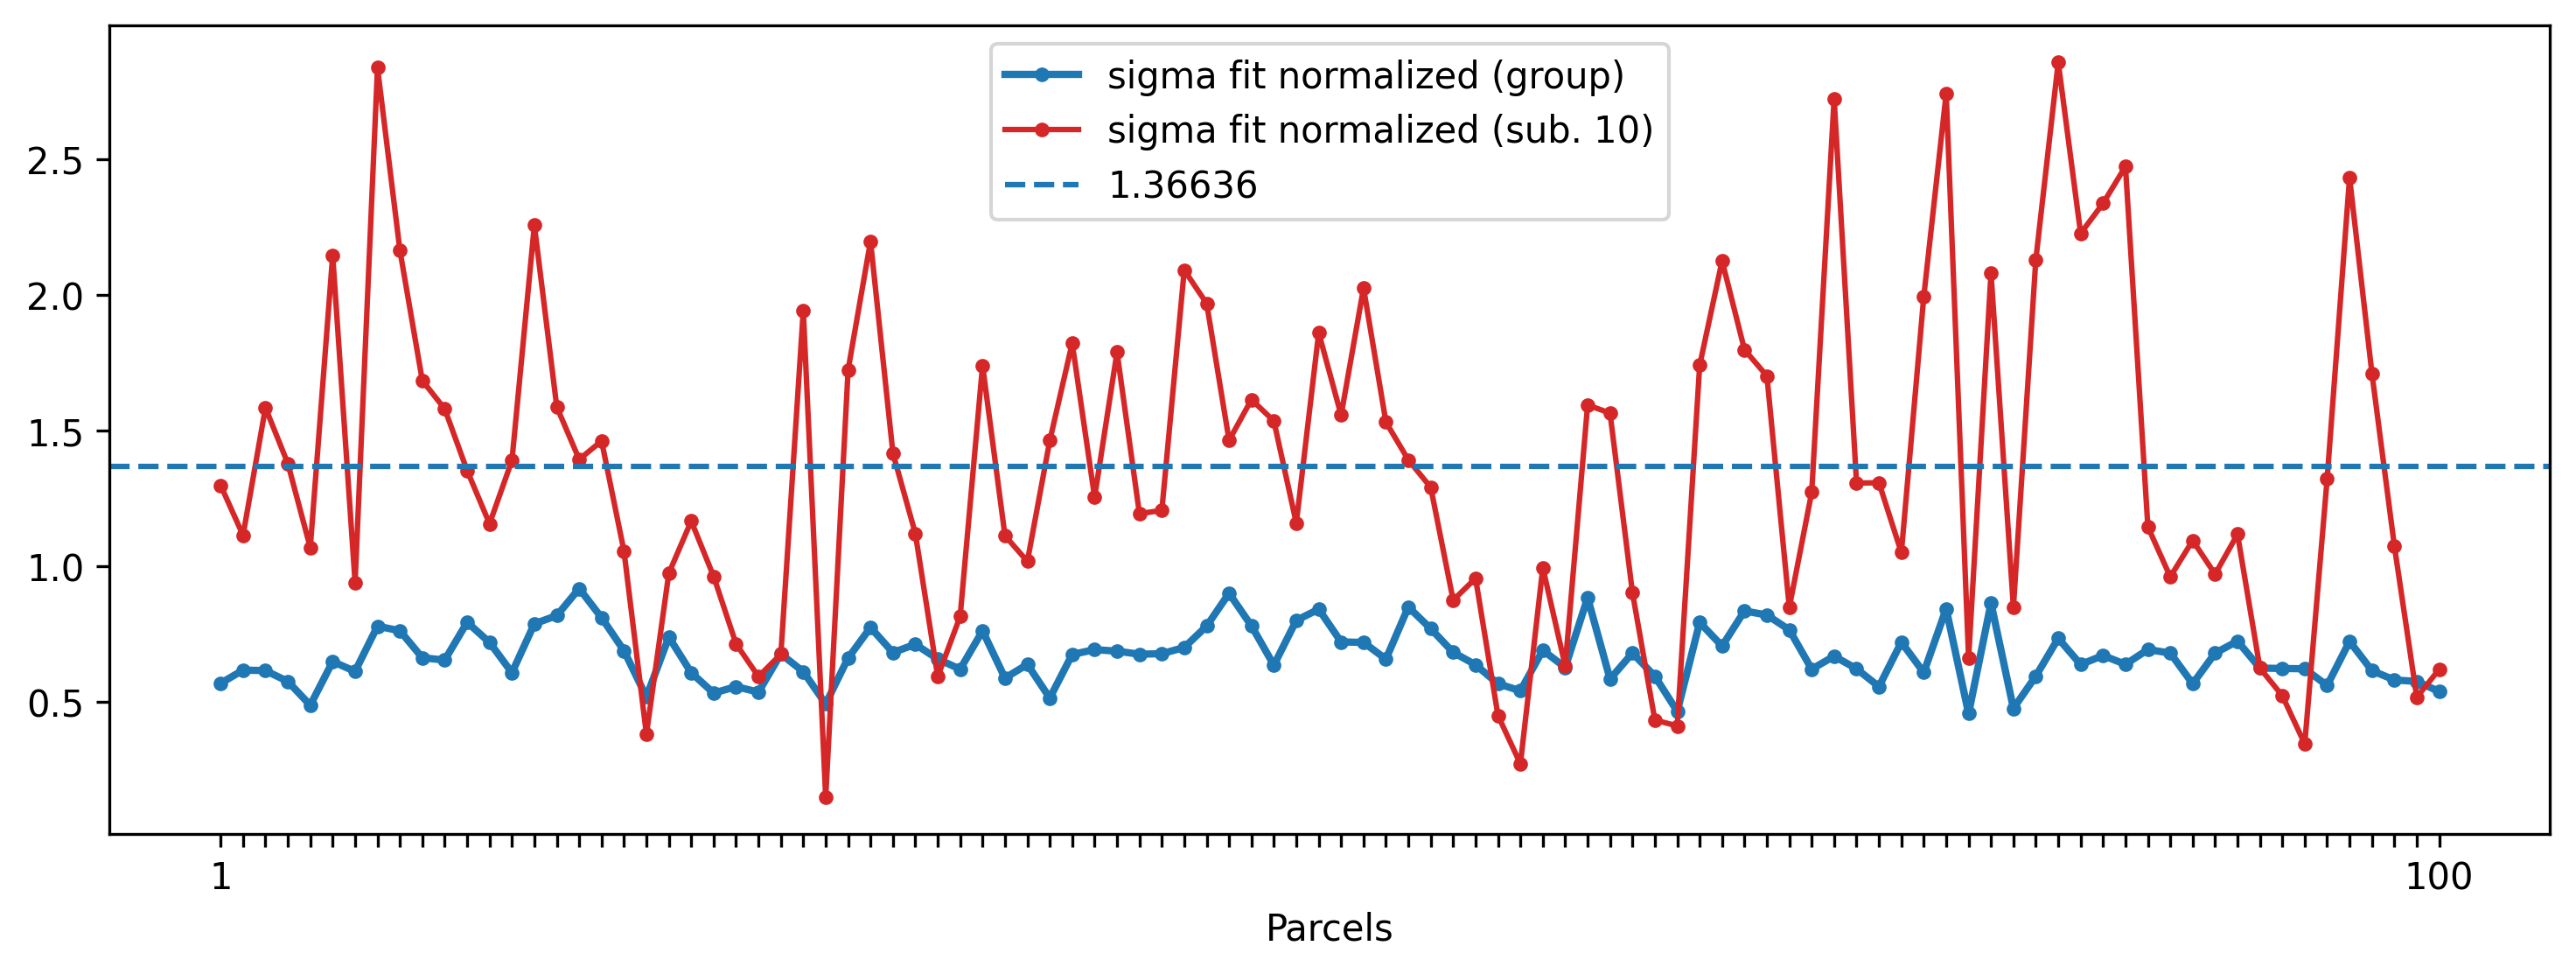 sigma fit normalized (group)
sigma fit normalized (sub. 10)
1.36636
2.5
2.0
1.5
1.0
0.5
1
100
Parcels